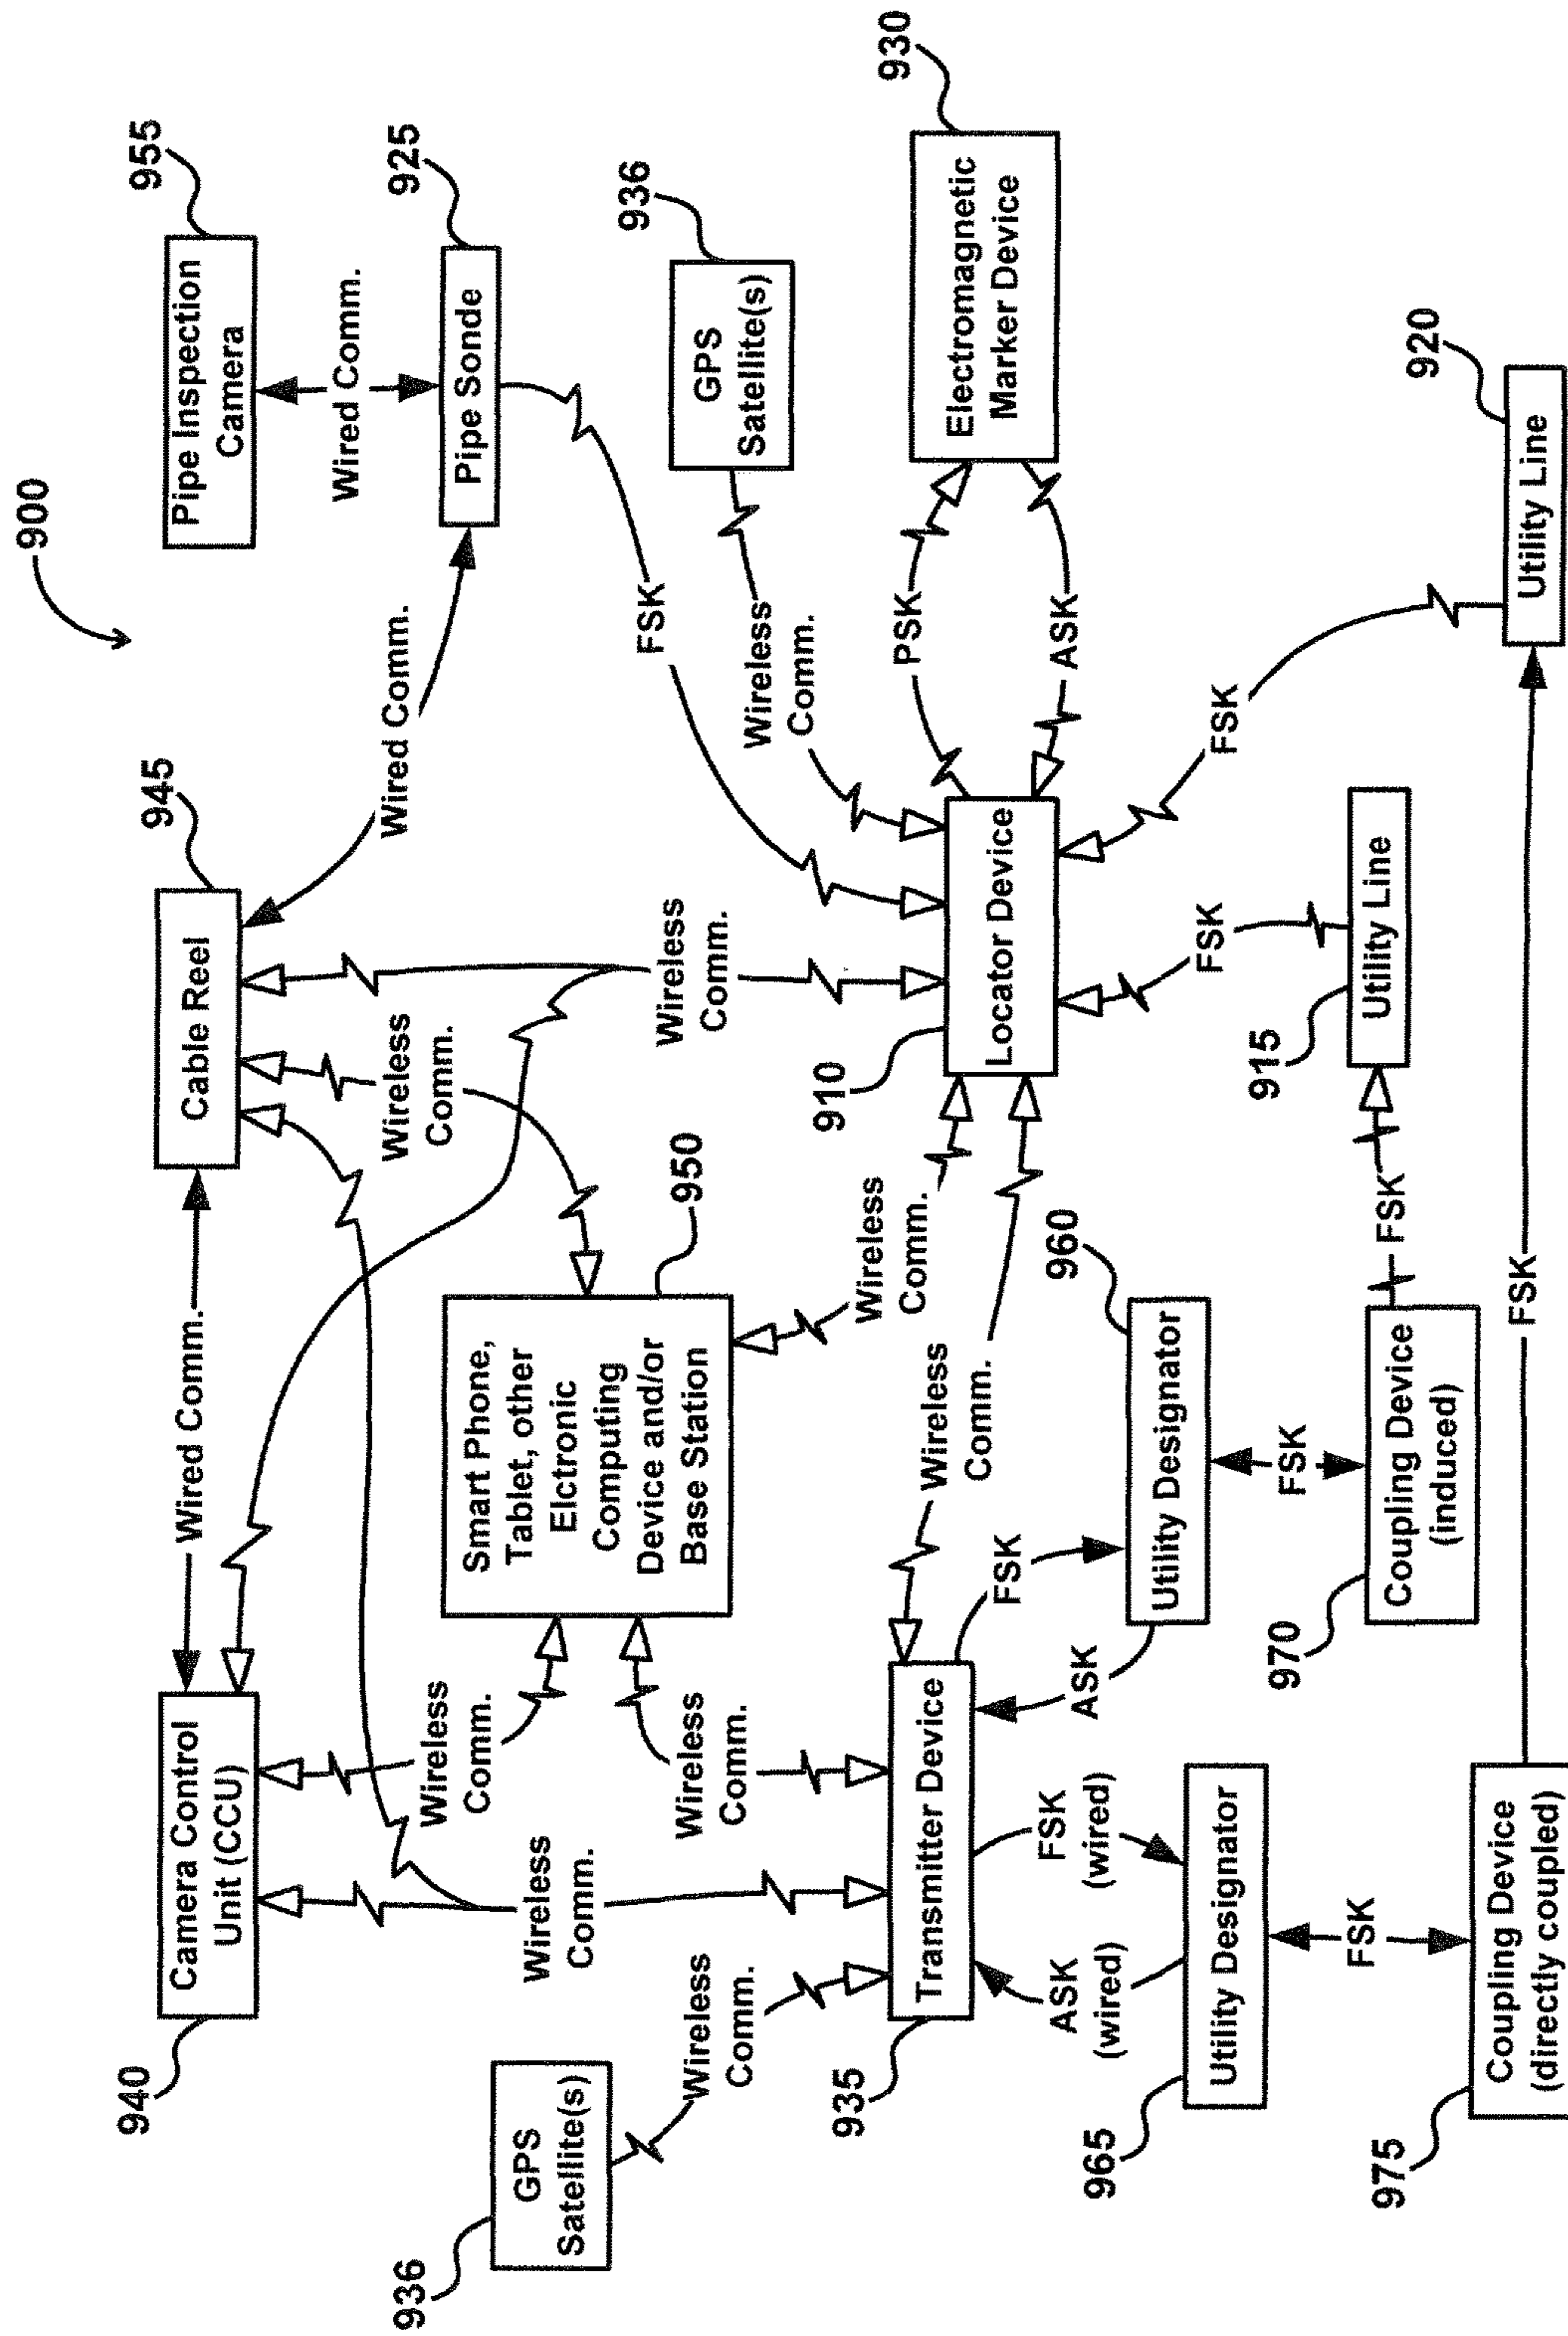 900
940
Camera Control
Unit (CCU)
Wired Comm.
945
Cable Reel
955
Pipe Inspection
Camera
Wired Comm.
Wired Comm.
925
Pipe Sonde
Wireless
Comm.
Wireless
Comm.
936
GPS
Satellite(s)
Wireless
Comm.
Smart Phone,
Tablet, other
Elctronic
Computing
Device and/or
Base Station
950
Wireless
Comm.
Wireless
Comm.
Wireless
Comm.
FSK
936
GPS
Satellite(s)
Wireless
Comm.
Wireless
Comm.
Wireless
Comm.
935
Transmitter Device
910
Locator Device
PSK
ASK
930
Electromagnetic
Marker Device
ASK
(wired)
FSK
(wired)
ASK
FSK
960
Utility Designator
965
Utility Designator
FSK
FSK
FSK
FSK
970
Coupling Device
(induced)
FSK
915
Utility Line
975
Coupling Device
(directly coupled)
FSK
920
Utility Line